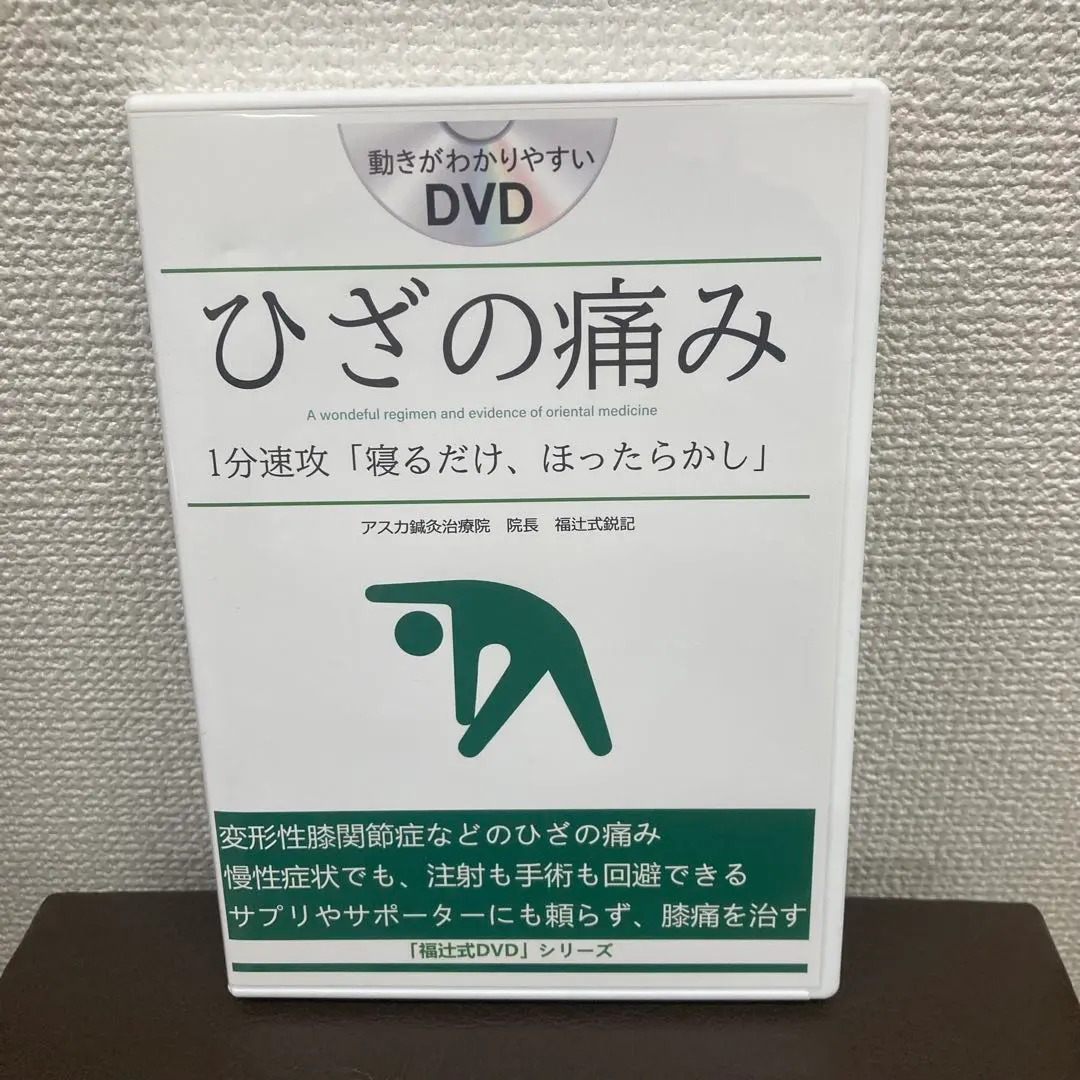 動きがわかりやすい
DVD
ひざの痛み
A wondeful regimen and evidence of oriental medicine
1分速攻「寝るだけ、ほったらかし」
アスカ鍼灸治療院 院長 福辻式鋭記
変形性膝関節症などのひざの痛み
慢性症状でも、注射も手術も回避できる
サプリやサポーターにも頼らず、膝痛を治す
「福辻式DVD」シリーズ